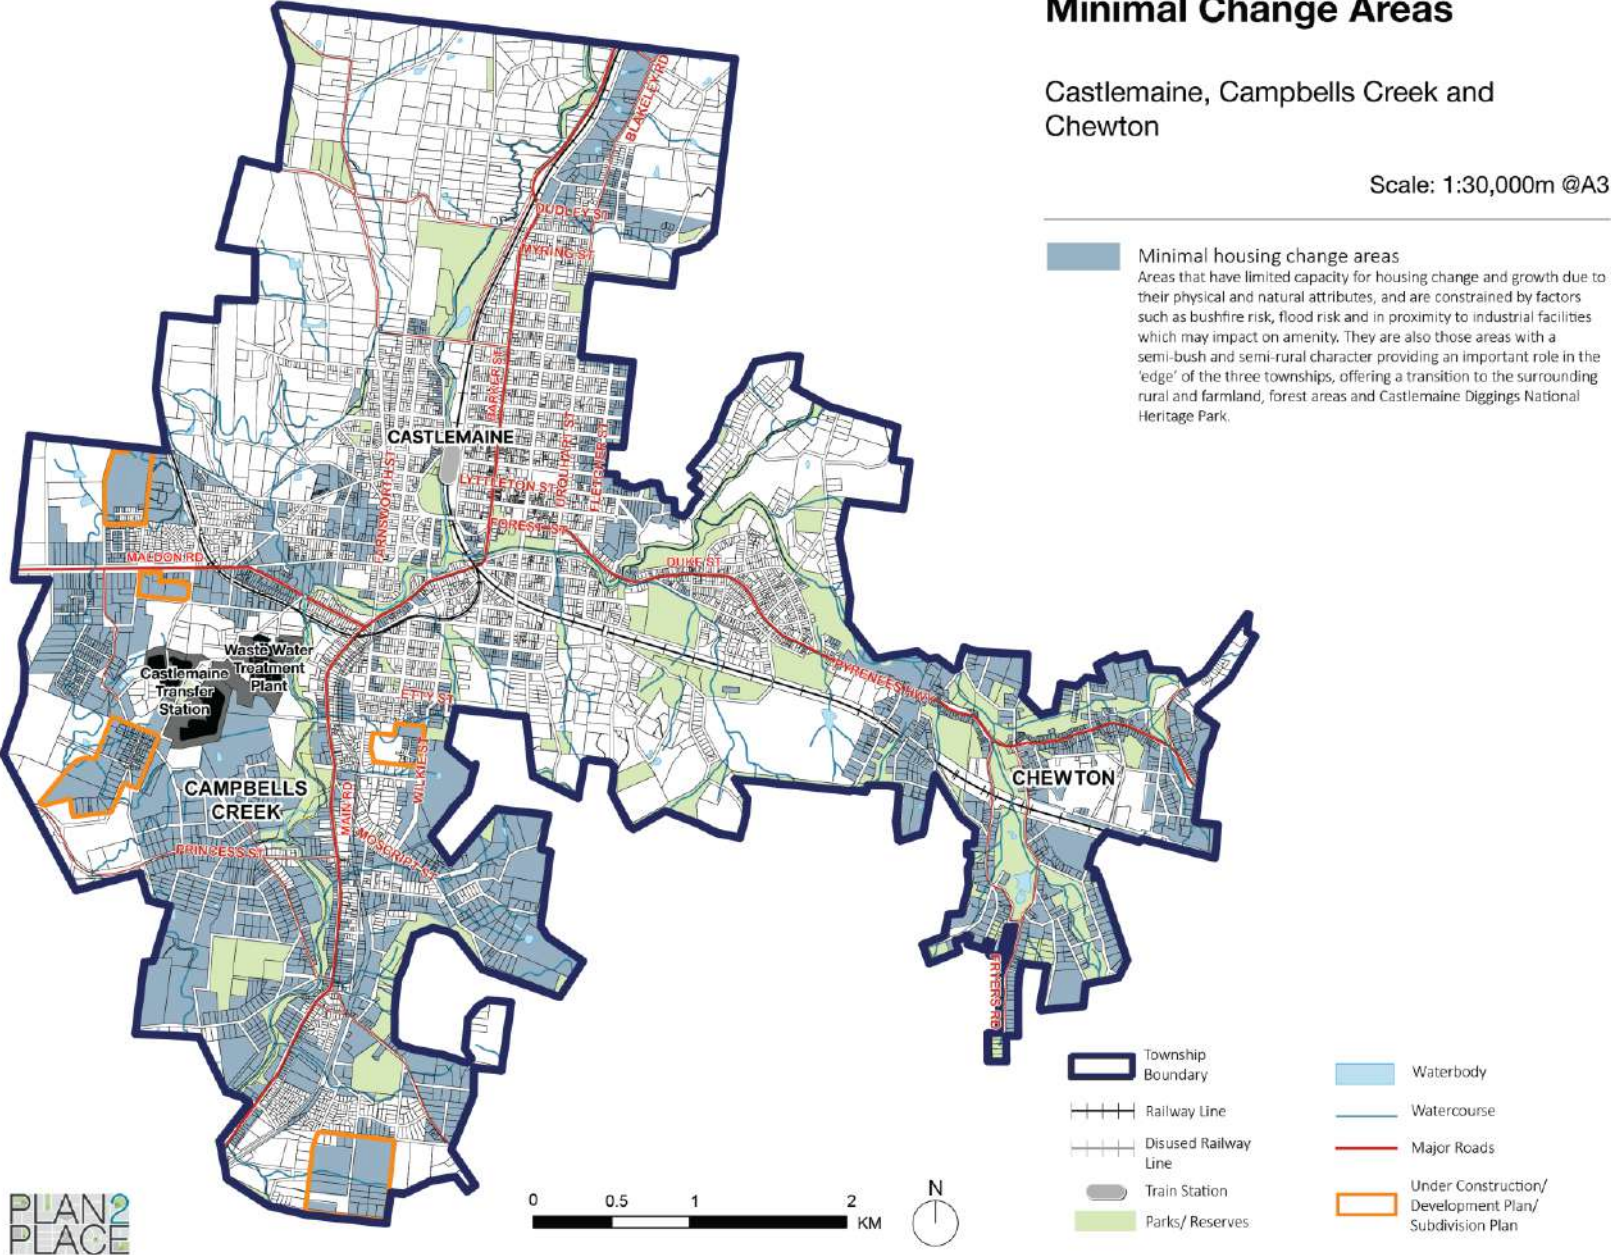 Minimal Change Areas
Castlemaine, Campbells Creek and
Chewton
Scale: 1:30,000m @A3
Minimal housing change areas
Areas that have limited capacity for housing change and growth due to
their physical and natural attributes, and are constrained by factors
such as bushfire risk, flood risk and in proximity to industrial facilities
which may impact on amenity. They are also those areas with a
semi-bush and semi-rural character providing an important role in the
'edge' of the three townships, offering a transition to the surrounding
rural and farmland, forest areas and Castlemaine Diggings National
Heritage Park.
BLAKELEY RD
DUDLEY ST
MYRING ST
BARKER ST
CASTLEMAINE
URQUHART ST
FLETCHER ST
FARNSWORTH ST
LYTTLETON ST
FOREST ST
MALDON RD
DUKE ST
Waste Water
Treatment
Plant
Castlemaine
Transfer
Station
PYRENEES HWY
ETTY ST
WILKIE ST
MAIN RD
CAMPBELLS
CREEK
CHEWTON
MOSCRIPT ST
PRINCESS ST
FRYERS RD
Township
Boundary
Railway Line
Disused Railway
Line
Train Station
Parks/ Reserves
Waterbody
Watercourse
Major Roads
Under Construction/
Development Plan/
Subdivision Plan
0 0.5 1 2
KM
N
PLAN2
PLACE